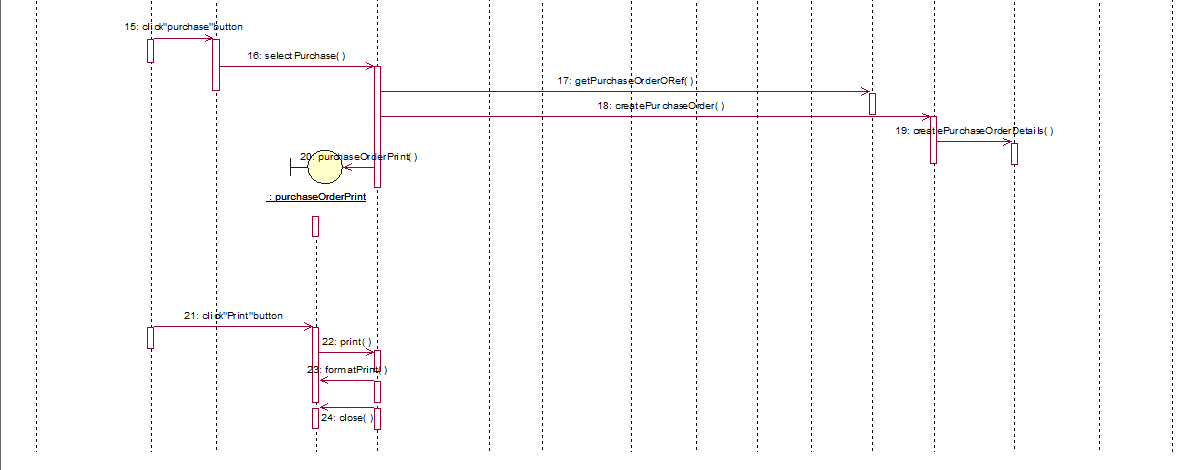 15: click"purchase"button
16: selectPurchase( )
17: getPurchaseOrderORef( )
18: createPurchaseOrder( )
19: createPurchaseOrderDetails( )
20: purchaseOrderPrint( )
: purchaseOrderPrint
21: click"Print"button
22: print( )
23: formatPrint( )
24: close( )